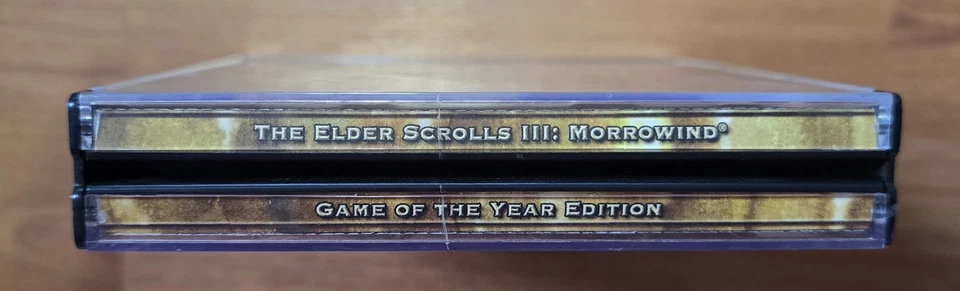 The Elder Scrolls III: Morrowind®
Game of the Year Edition